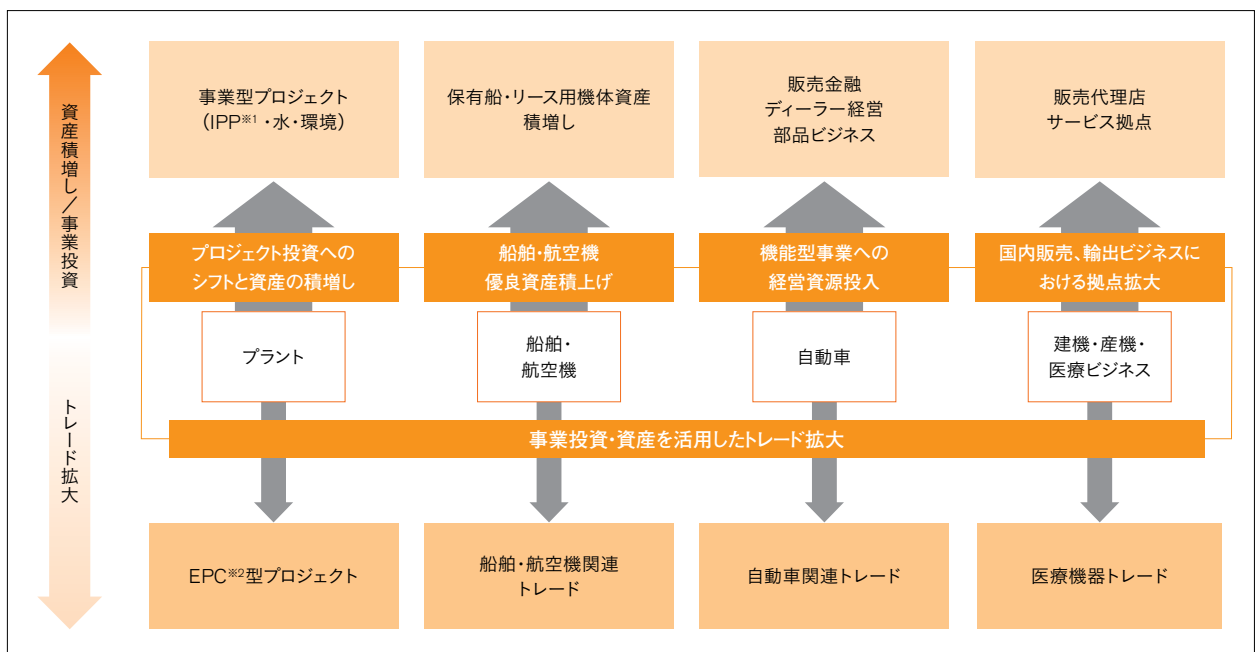 資産積増し／事業投資
トレード拡大
事業型プロジェクト
（IPP※1・水・環境）
保有船・リース用機体資産
積増し
販売金融
ディーラー経営
部品ビジネス
販売代理店
サービス拠点
プロジェクト投資への
シフトと資産の積増し
船舶・航空機
優良資産積上げ
機能型事業への
経営資源投入
国内販売、輸出ビジネスに
おける拠点拡大
プラント
船舶・
航空機
自動車
建機・産機・
医療ビジネス
事業投資・資産を活用したトレード拡大
EPC※2型プロジェクト
船舶・航空機関連
トレード
自動車関連トレード
医療機器トレード